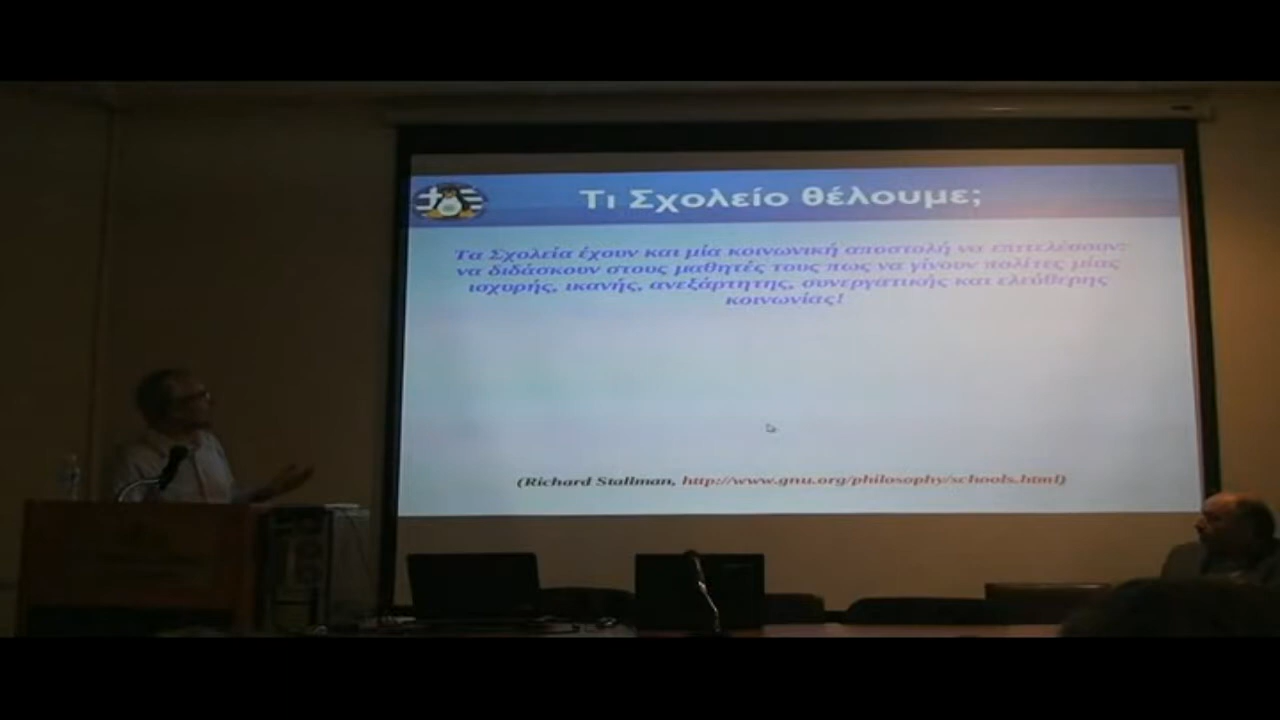 Τι Σχολείο θέλουμε;
Τα Σχολεία έχουν και μία κοινωνική αποστολή να επιτελέσουν:
να διδάσκουν στους μαθητές τους πως να γίνουν πολίτες μίας
ισχυρής, ικανής, ανεξάρτητης, συνεργατικής και ελεύθερης
κοινωνίας!
(Richard Stallman, http://www.gnu.org/philosophy/schools.html)